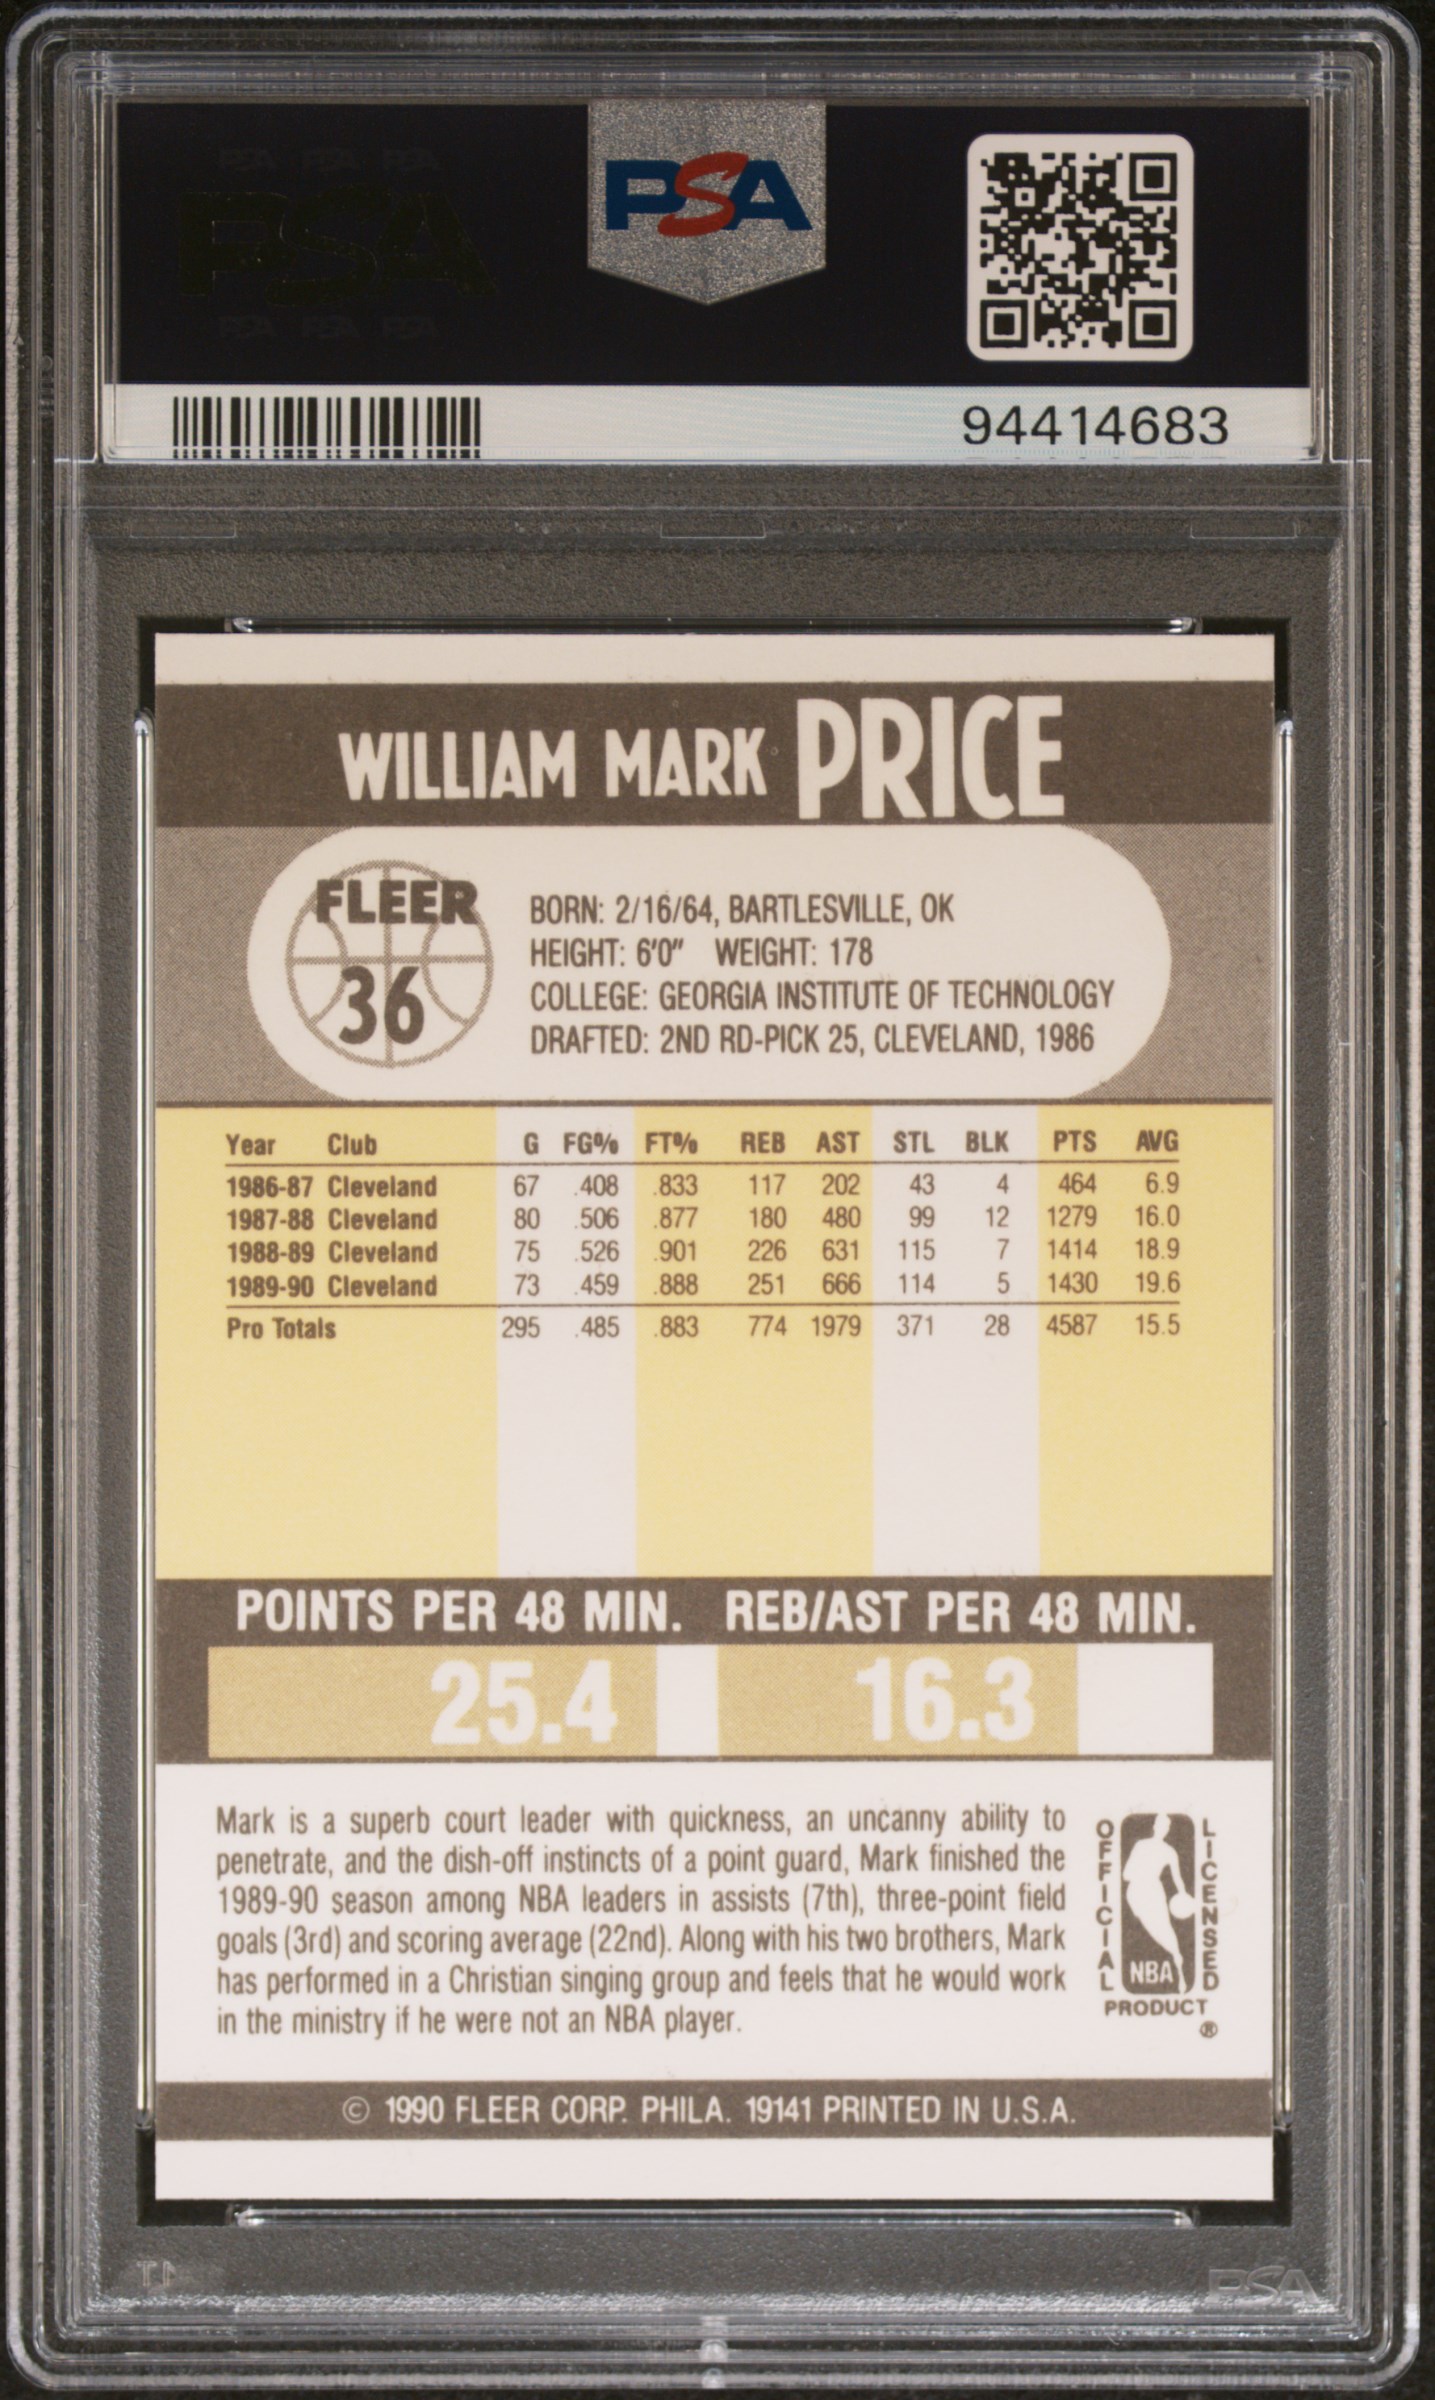 PSA PSA PSA
PSA
PSA PSA PSA
PSA
94414683
WILLIAM MARK PRICE
FLEER
36
BORN: 2/16/64, BARTLESVILLE, OK
HEIGHT: 6'0" WEIGHT: 178
COLLEGE: GEORGIA INSTITUTE OF TECHNOLOGY
DRAFTED: 2ND RD-PICK 25, CLEVELAND, 1986
Year Club G FG% FT% REB AST STL BLK PTS AVG
1986-87 Cleveland 67 .408 .833 117 202 43 4 464 6.9
1987-88 Cleveland 80 .506 .877 180 480 99 12 1279 16.0
1988-89 Cleveland 75 .526 .901 226 631 115 7 1414 18.9
1989-90 Cleveland 73 .459 .888 251 666 114 5 1430 19.6
Pro Totals 295 .485 .883 774 1979 371 28 4587 15.5
POINTS PER 48 MIN. REB/AST PER 48 MIN.
25.4 16.3
Mark is a superb court leader with quickness, an uncanny ability to
penetrate, and the dish-off instincts of a point guard, Mark finished the
1989-90 season among NBA leaders in assists (7th), three-point field
goals (3rd) and scoring average (22nd). Along with his two brothers, Mark
has performed in a Christian singing group and feels that he would work
in the ministry if he were not an NBA player.
OFFICIAL LICENSED
NBA
PRODUCT
®
© 1990 FLEER CORP. PHILA. 19141 PRINTED IN U.S.A.
PSA